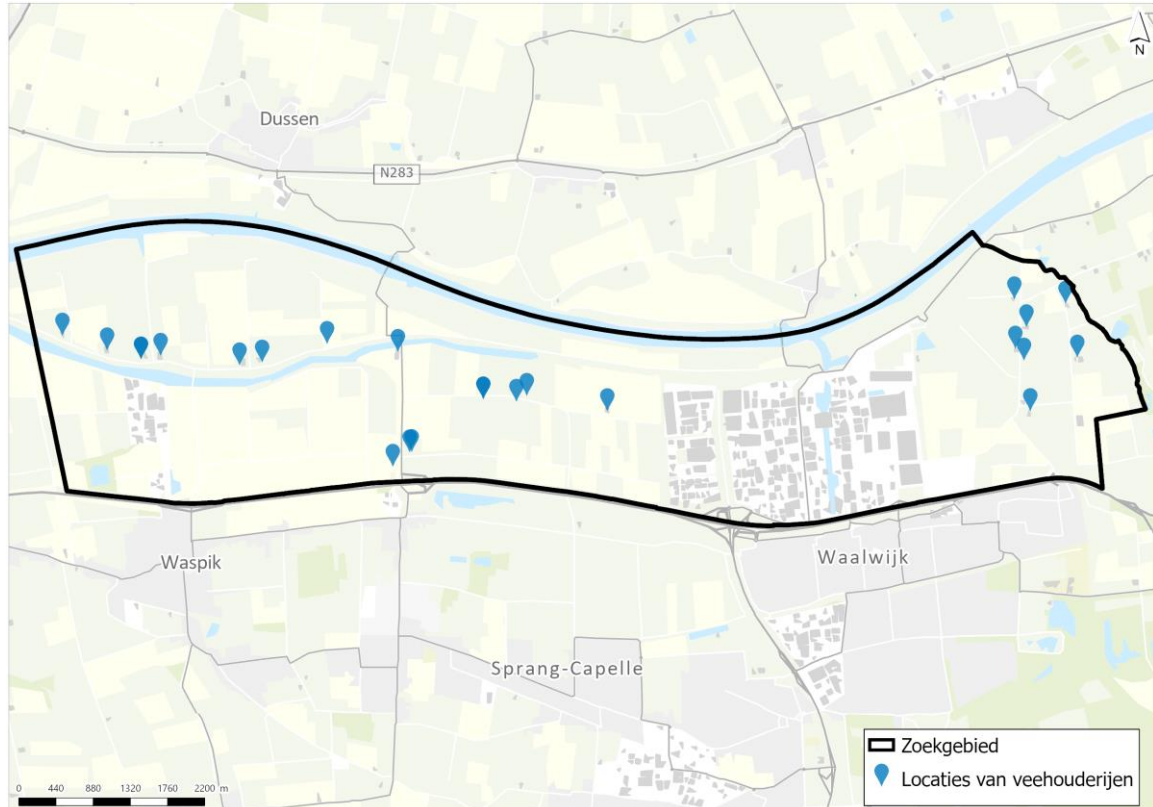 N
Dussen
N283
Waspik
Waalwijk
Sprang-Capelle
Zoekgebied
Locaties van veehouderijen
0 440 880 1320 1760 2200 m